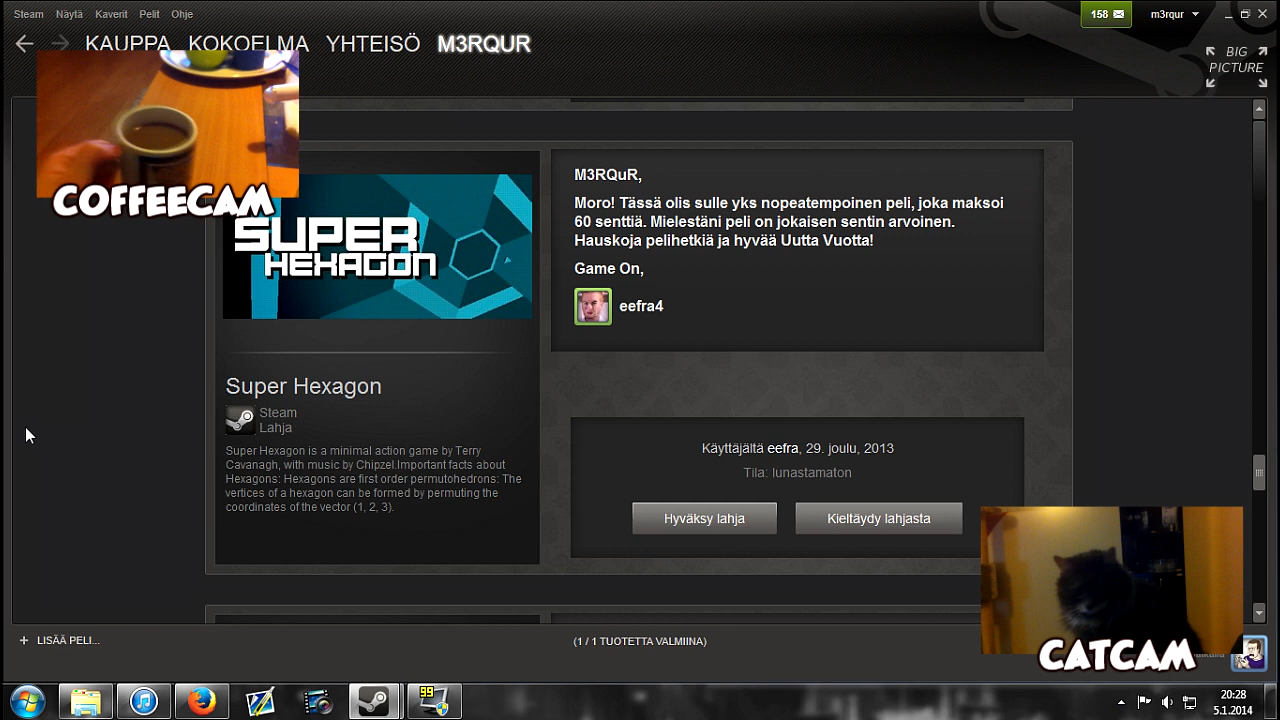 Steam Näytä Kaverit Pelit Ohje
158
m3rqur
KAUPPA KOKOELMA YHTEISÖ M3RQUR
BIG
PICTURE
COFFEECAM
SUPER
HEXAGON
M3RQuR,
Moro! Tässä olis sulle yks nopeatempoinen peli, joka maksoi
60 senttiä. Mielestäni peli on jokaisen sentin arvoinen.
Hauskoja pelihetkiä ja hyvää Uutta Vuotta!
Game On,
eefra4
Super Hexagon
Steam
Lahja
Super Hexagon is a minimal action game by Terry
Cavanagh, with music by Chipzel.Important facts about
Hexagons: Hexagons are first order permutohedrons: The
vertices of a hexagon can be formed by permuting the
coordinates of the vector (1, 2, 3).
Käyttäjältä eefra, 29. joulu, 2013
Tila: lunastamaton
Hyväksy lahja
Kieltäydy lahjasta
CATCAM
+ LISÄÄ PELI...
(1 / 1 TUOTETTA VALMIINA)
99
20:28
5.1.2014